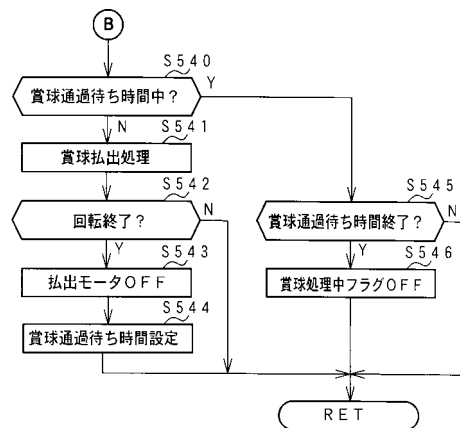 B
S540
賞球通過待ち時間中?
Y
N
S541
賞球払出処理
S542
回転終了?
N
Y
S543
払出モータOFF
S544
賞球通過待ち時間設定
S545
賞球通過待ち時間終了?
N
Y
S546
賞球処理中フラグOFF
RET